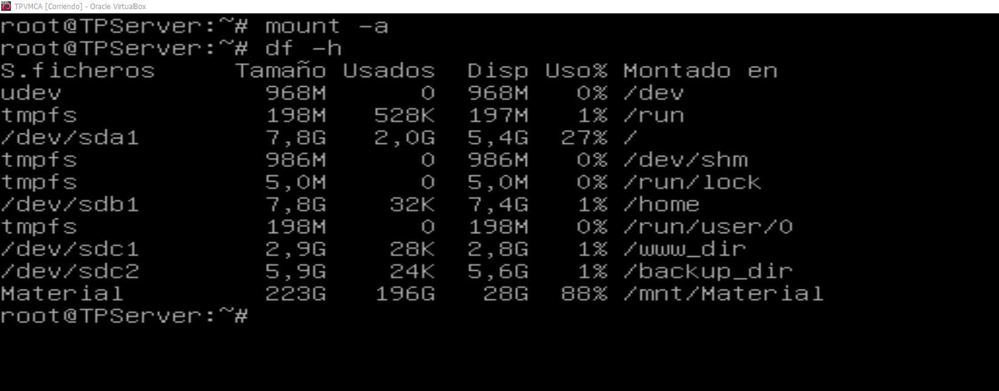 TPVMCA [Corriendo] - Oracle VirtualBox
root@TPServer:~# mount -a
root@TPServer:~# df -h
S.ficheros Tamaño Usados Disp Uso% Montado en
udev 968M 0 968M 0% /dev
tmpfs 198M 528K 197M 1% /run
/dev/sda1 7,8G 2,0G 5,4G 27% /
tmpfs 986M 0 986M 0% /dev/shm
tmpfs 5,0M 0 5,0M 0% /run/lock
/dev/sdb1 7,8G 32K 7,4G 1% /home
tmpfs 198M 0 198M 0% /run/user/0
/dev/sdc1 2,9G 28K 2,8G 1% /www_dir
/dev/sdc2 5,9G 24K 5,6G 1% /backup_dir
Material 223G 196G 28G 88% /mnt/Material
root@TPServer:~#